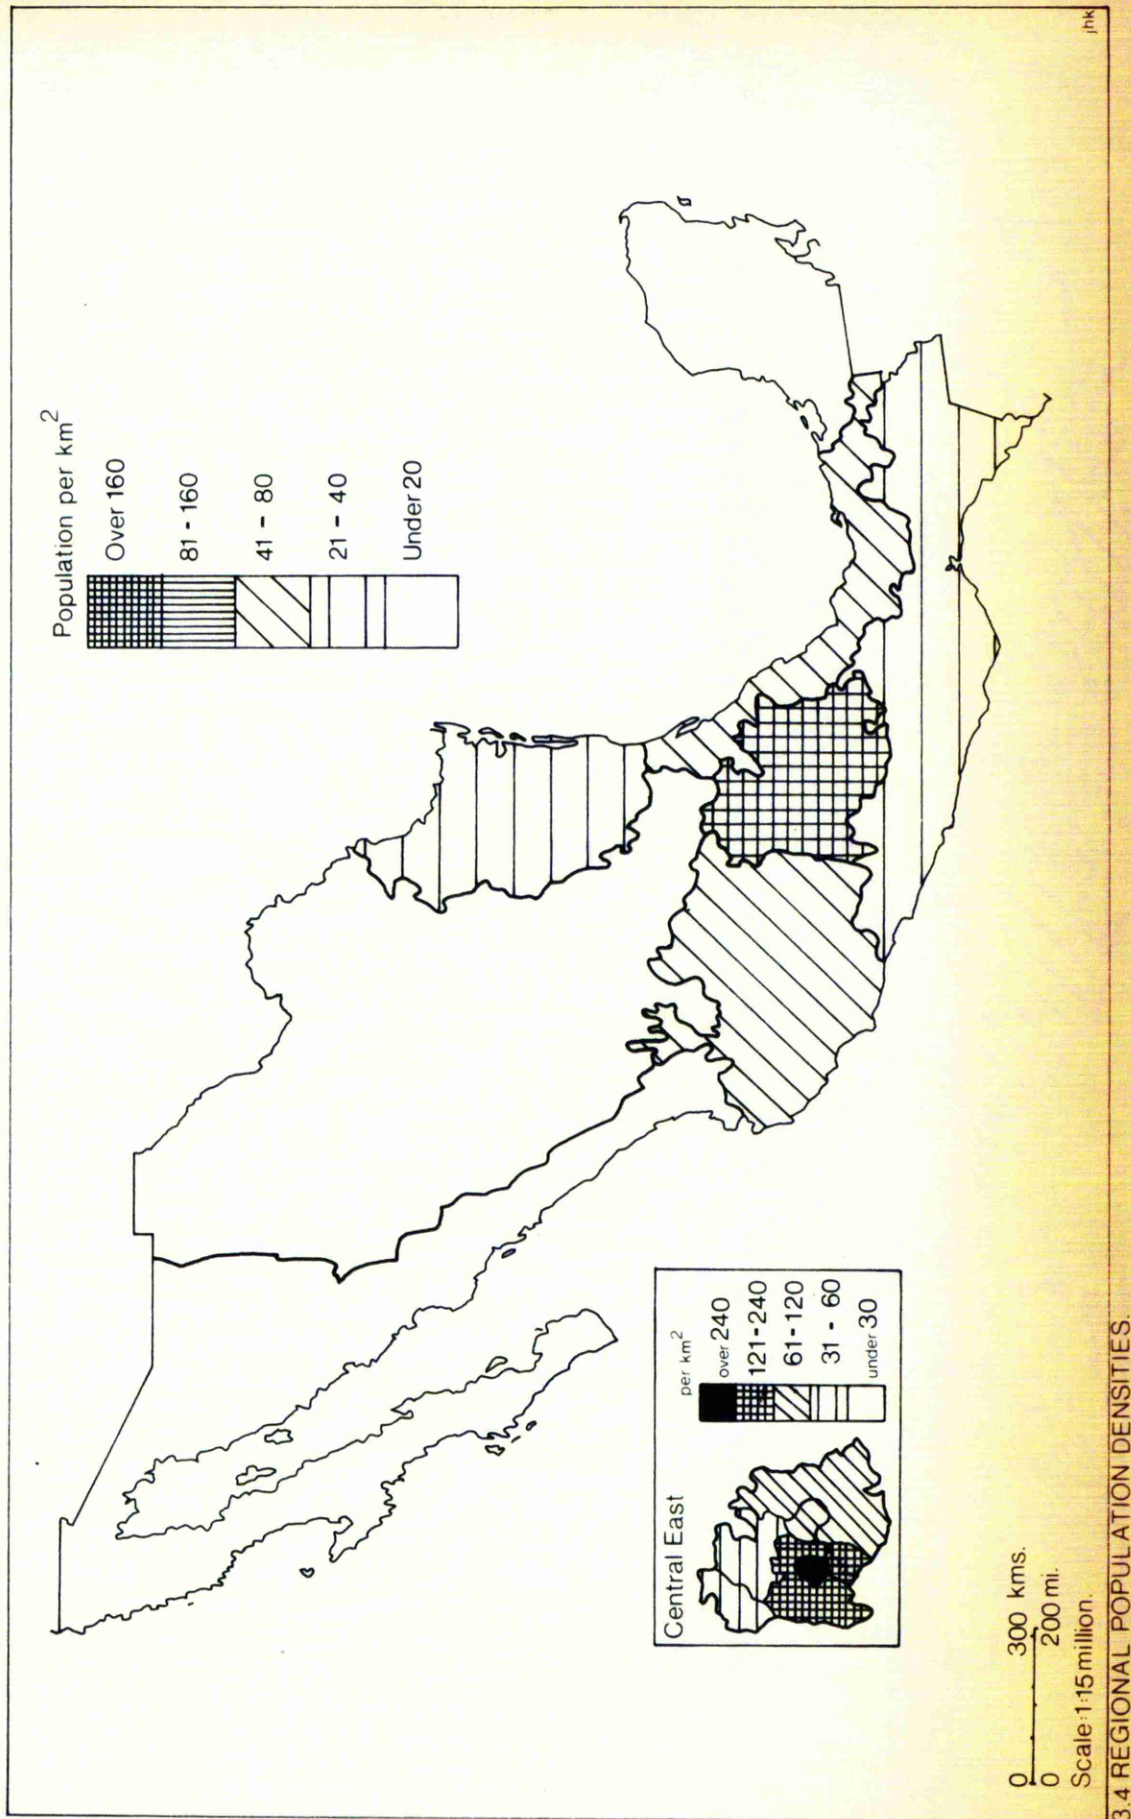 Population per km²
Over 160
81 - 160
41 - 80
21 - 40
Under 20
Central East
per km²
over 240
121-240
61-120
31 - 60
under 30
0 300 kms.
0 200 mi.
Scale:1:15million.
jhk
3.4 REGIONAL POPULATION DENSITIES.